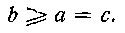 b ⩾ a = c.